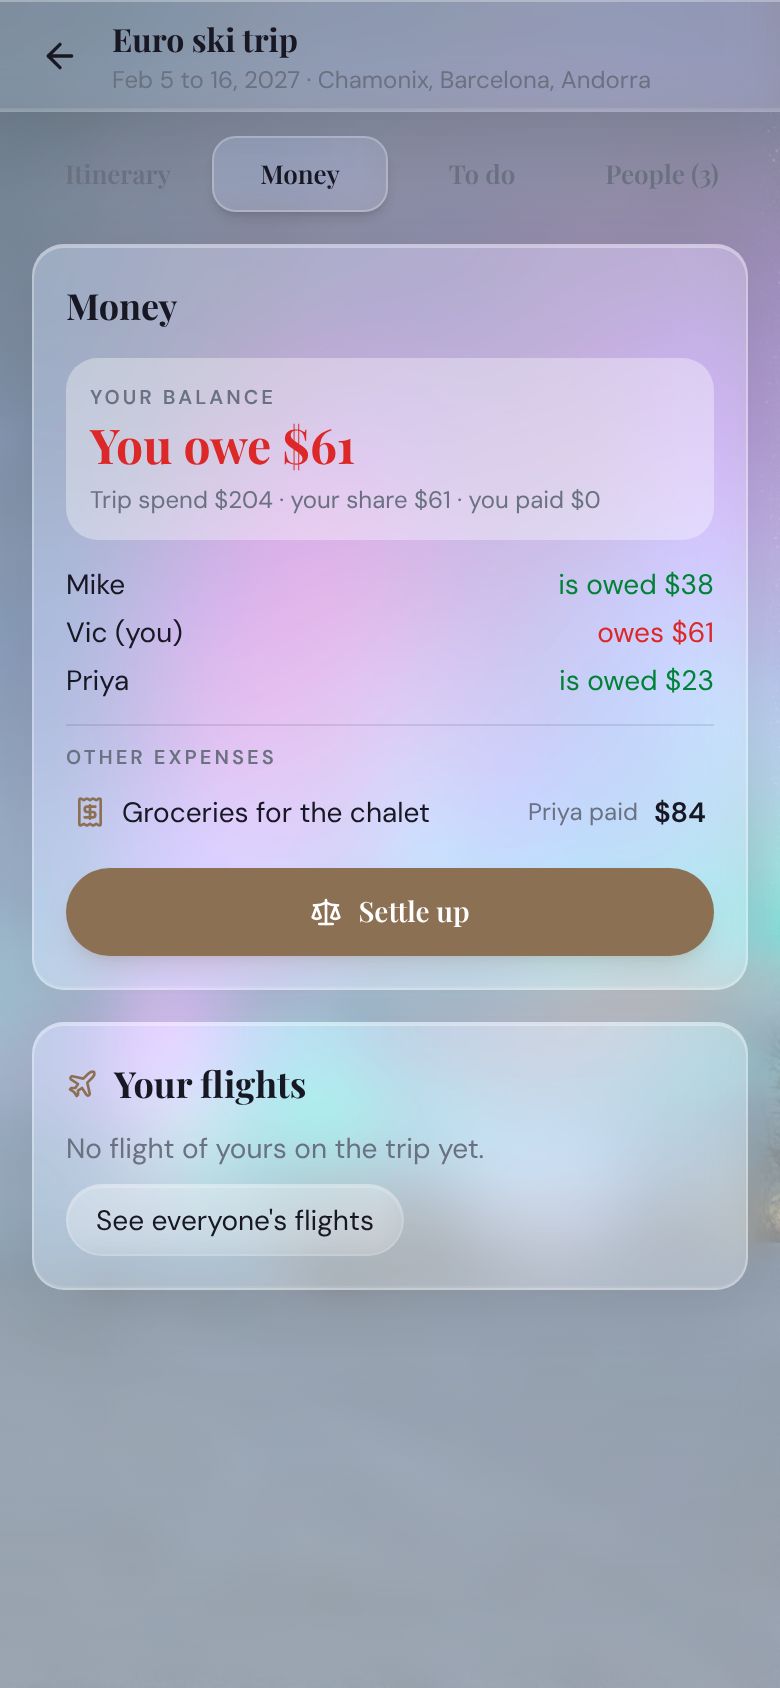 Euro ski trip
Feb 5 to 16, 2027 · Chamonix, Barcelona, Andorra
Itinerary Money To do People (3)
Money
YOUR BALANCE
You owe $61
Trip spend $204 · your share $61 · you paid $0
Mike is owed $38
Vic (you) owes $61
Priya is owed $23
OTHER EXPENSES
Groceries for the chalet Priya paid $84
Settle up
Your flights
No flight of yours on the trip yet.
See everyone's flights